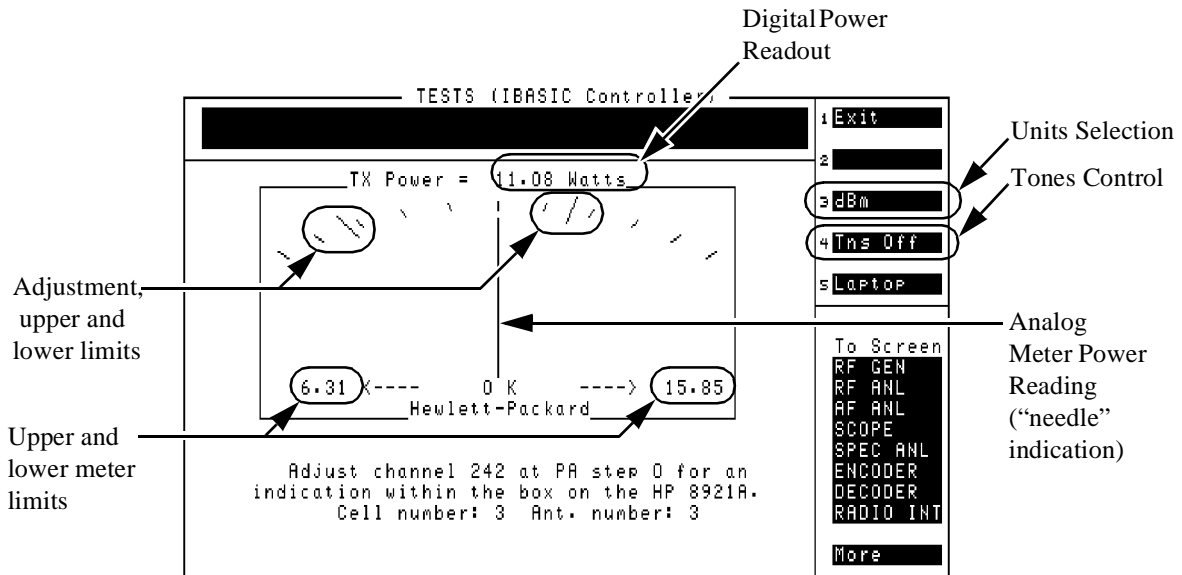 Digital Power
Readout
TESTS (IBASIC Controller)
1 Exit
2
3 dBm
4 Tns Off
5 Laptop
Units Selection
Tones Control
TX Power = 11.08 Watts
Adjustment,
upper and
lower limits
6.31 <---- OK ----> 15.85
Hewlett-Packard
Upper and
lower meter
limits
Adjust channel 242 at PA step 0 for an
indication within the box on the HP 8921A.
Cell number: 3 Ant. number: 3
To Screen
RF GEN
RF ANL
AF ANL
SCOPE
SPEC ANL
ENCODER
DECODER
RADIO INT
More
Analog
Meter Power
Reading
(“needle”
indication)